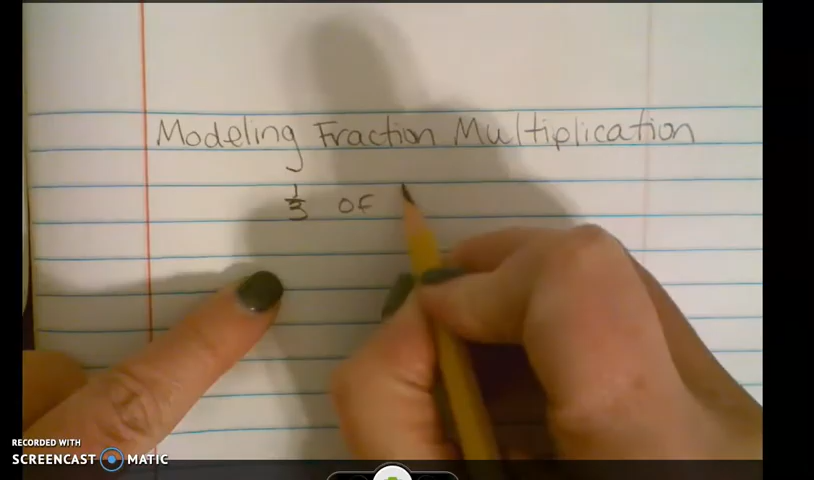 Modeling Fraction Multiplication
1/3 of
RECORDED WITH
SCREENCAST MATIC